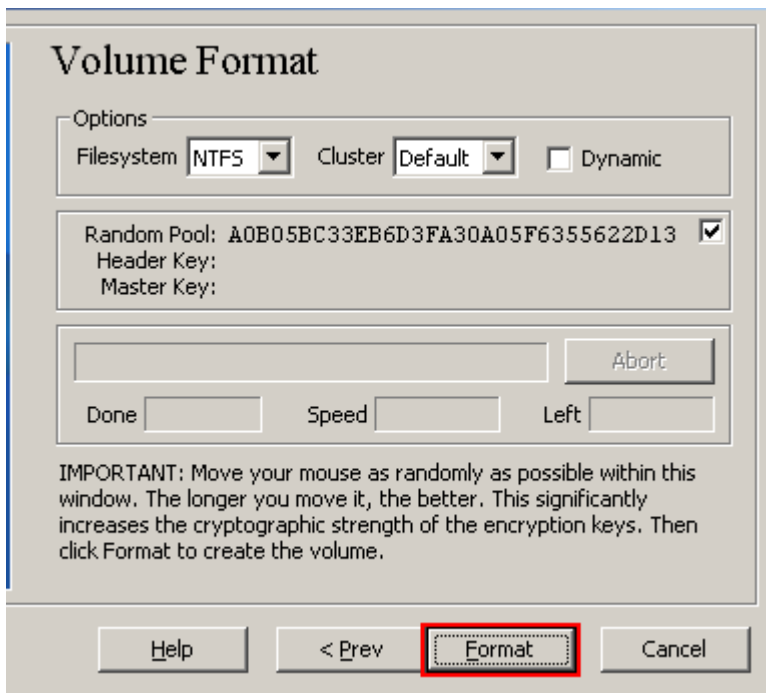 Volume Format
Options
Filesystem NTFS Cluster Default Dynamic
Random Pool: A0B05BC33EB6D3FA30A05F6355622D13
Header Key:
Master Key:
Abort
Done Speed Left
IMPORTANT: Move your mouse as randomly as possible within this
window. The longer you move it, the better. This significantly
increases the cryptographic strength of the encryption keys. Then
click Format to create the volume.
Help < Prev Format Cancel